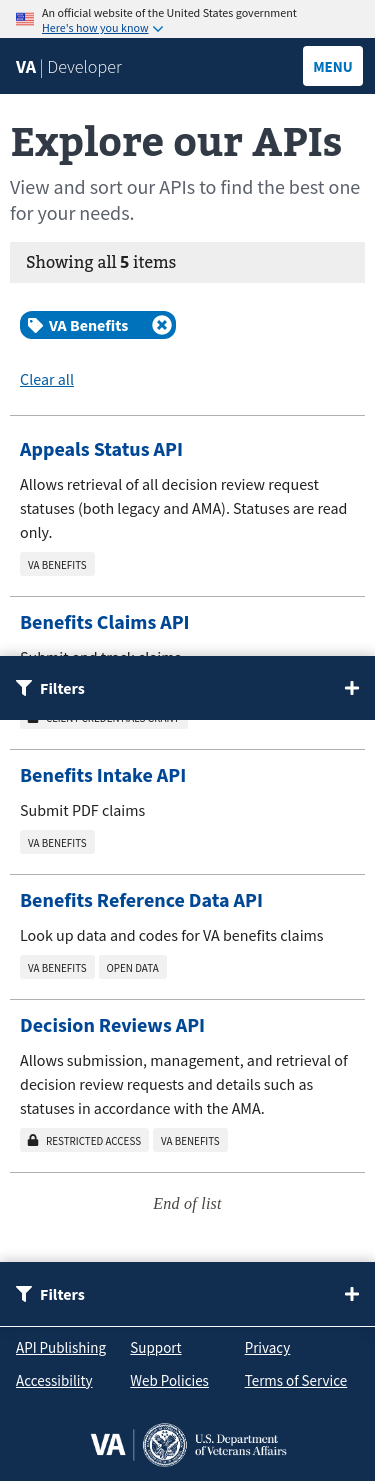 An official website of the United States government
Here's how you know
VA | Developer
MENU
Explore our APIs
View and sort our APIs to find the best one
for your needs.
Showing all 5 items
VA Benefits
Clear all
Appeals Status API
Allows retrieval of all decision review request
statuses (both legacy and AMA). Statuses are read
only.
VA BENEFITS
Benefits Claims API
Submit and track claims
Filters
CLIENT CREDENTIALS GRANT
Benefits Intake API
Submit PDF claims
VA BENEFITS
Benefits Reference Data API
Look up data and codes for VA benefits claims
VA BENEFITS OPEN DATA
Decision Reviews API
Allows submission, management, and retrieval of
decision review requests and details such as
statuses in accordance with the AMA.
RESTRICTED ACCESS VA BENEFITS
End of list
Filters
API Publishing Support Privacy
Accessibility Web Policies Terms of Service
VA U.S. Department
of Veterans Affairs